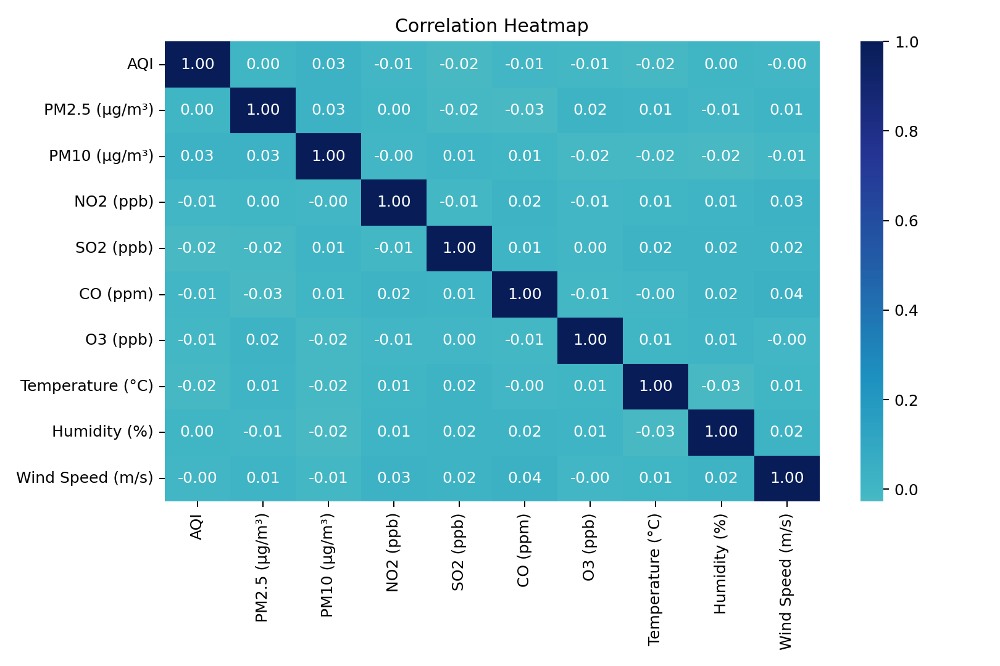 Correlation Heatmap
AQI 1.00 0.00 0.03 -0.01 -0.02 -0.01 -0.01 -0.02 0.00 -0.00 1.0
PM2.5 (µg/m³) 0.00 1.00 0.03 0.00 -0.02 -0.03 0.02 0.01 -0.01 0.01 0.8
PM10 (µg/m³) 0.03 0.03 1.00 -0.00 0.01 0.01 -0.02 -0.02 -0.02 -0.01
NO2 (ppb) -0.01 0.00 -0.00 1.00 -0.01 0.02 -0.01 0.01 0.01 0.03 0.6
SO2 (ppb) -0.02 -0.02 0.01 -0.01 1.00 0.01 0.00 0.02 0.02 0.02
CO (ppm) -0.01 -0.03 0.01 0.02 0.01 1.00 -0.01 -0.00 0.02 0.04 0.4
O3 (ppb) -0.01 0.02 -0.02 -0.01 0.00 -0.01 1.00 0.01 0.01 -0.00
Temperature (°C) -0.02 0.01 -0.02 0.01 0.02 -0.00 0.01 1.00 -0.03 0.01 0.2
Humidity (%) 0.00 -0.01 -0.02 0.01 0.02 0.02 0.01 -0.03 1.00 0.02
Wind Speed (m/s) -0.00 0.01 -0.01 0.03 0.02 0.04 -0.00 0.01 0.02 1.00 0.0
AQI
PM2.5 (µg/m³)
PM10 (µg/m³)
NO2 (ppb)
SO2 (ppb)
CO (ppm)
O3 (ppb)
Temperature (°C)
Humidity (%)
Wind Speed (m/s)